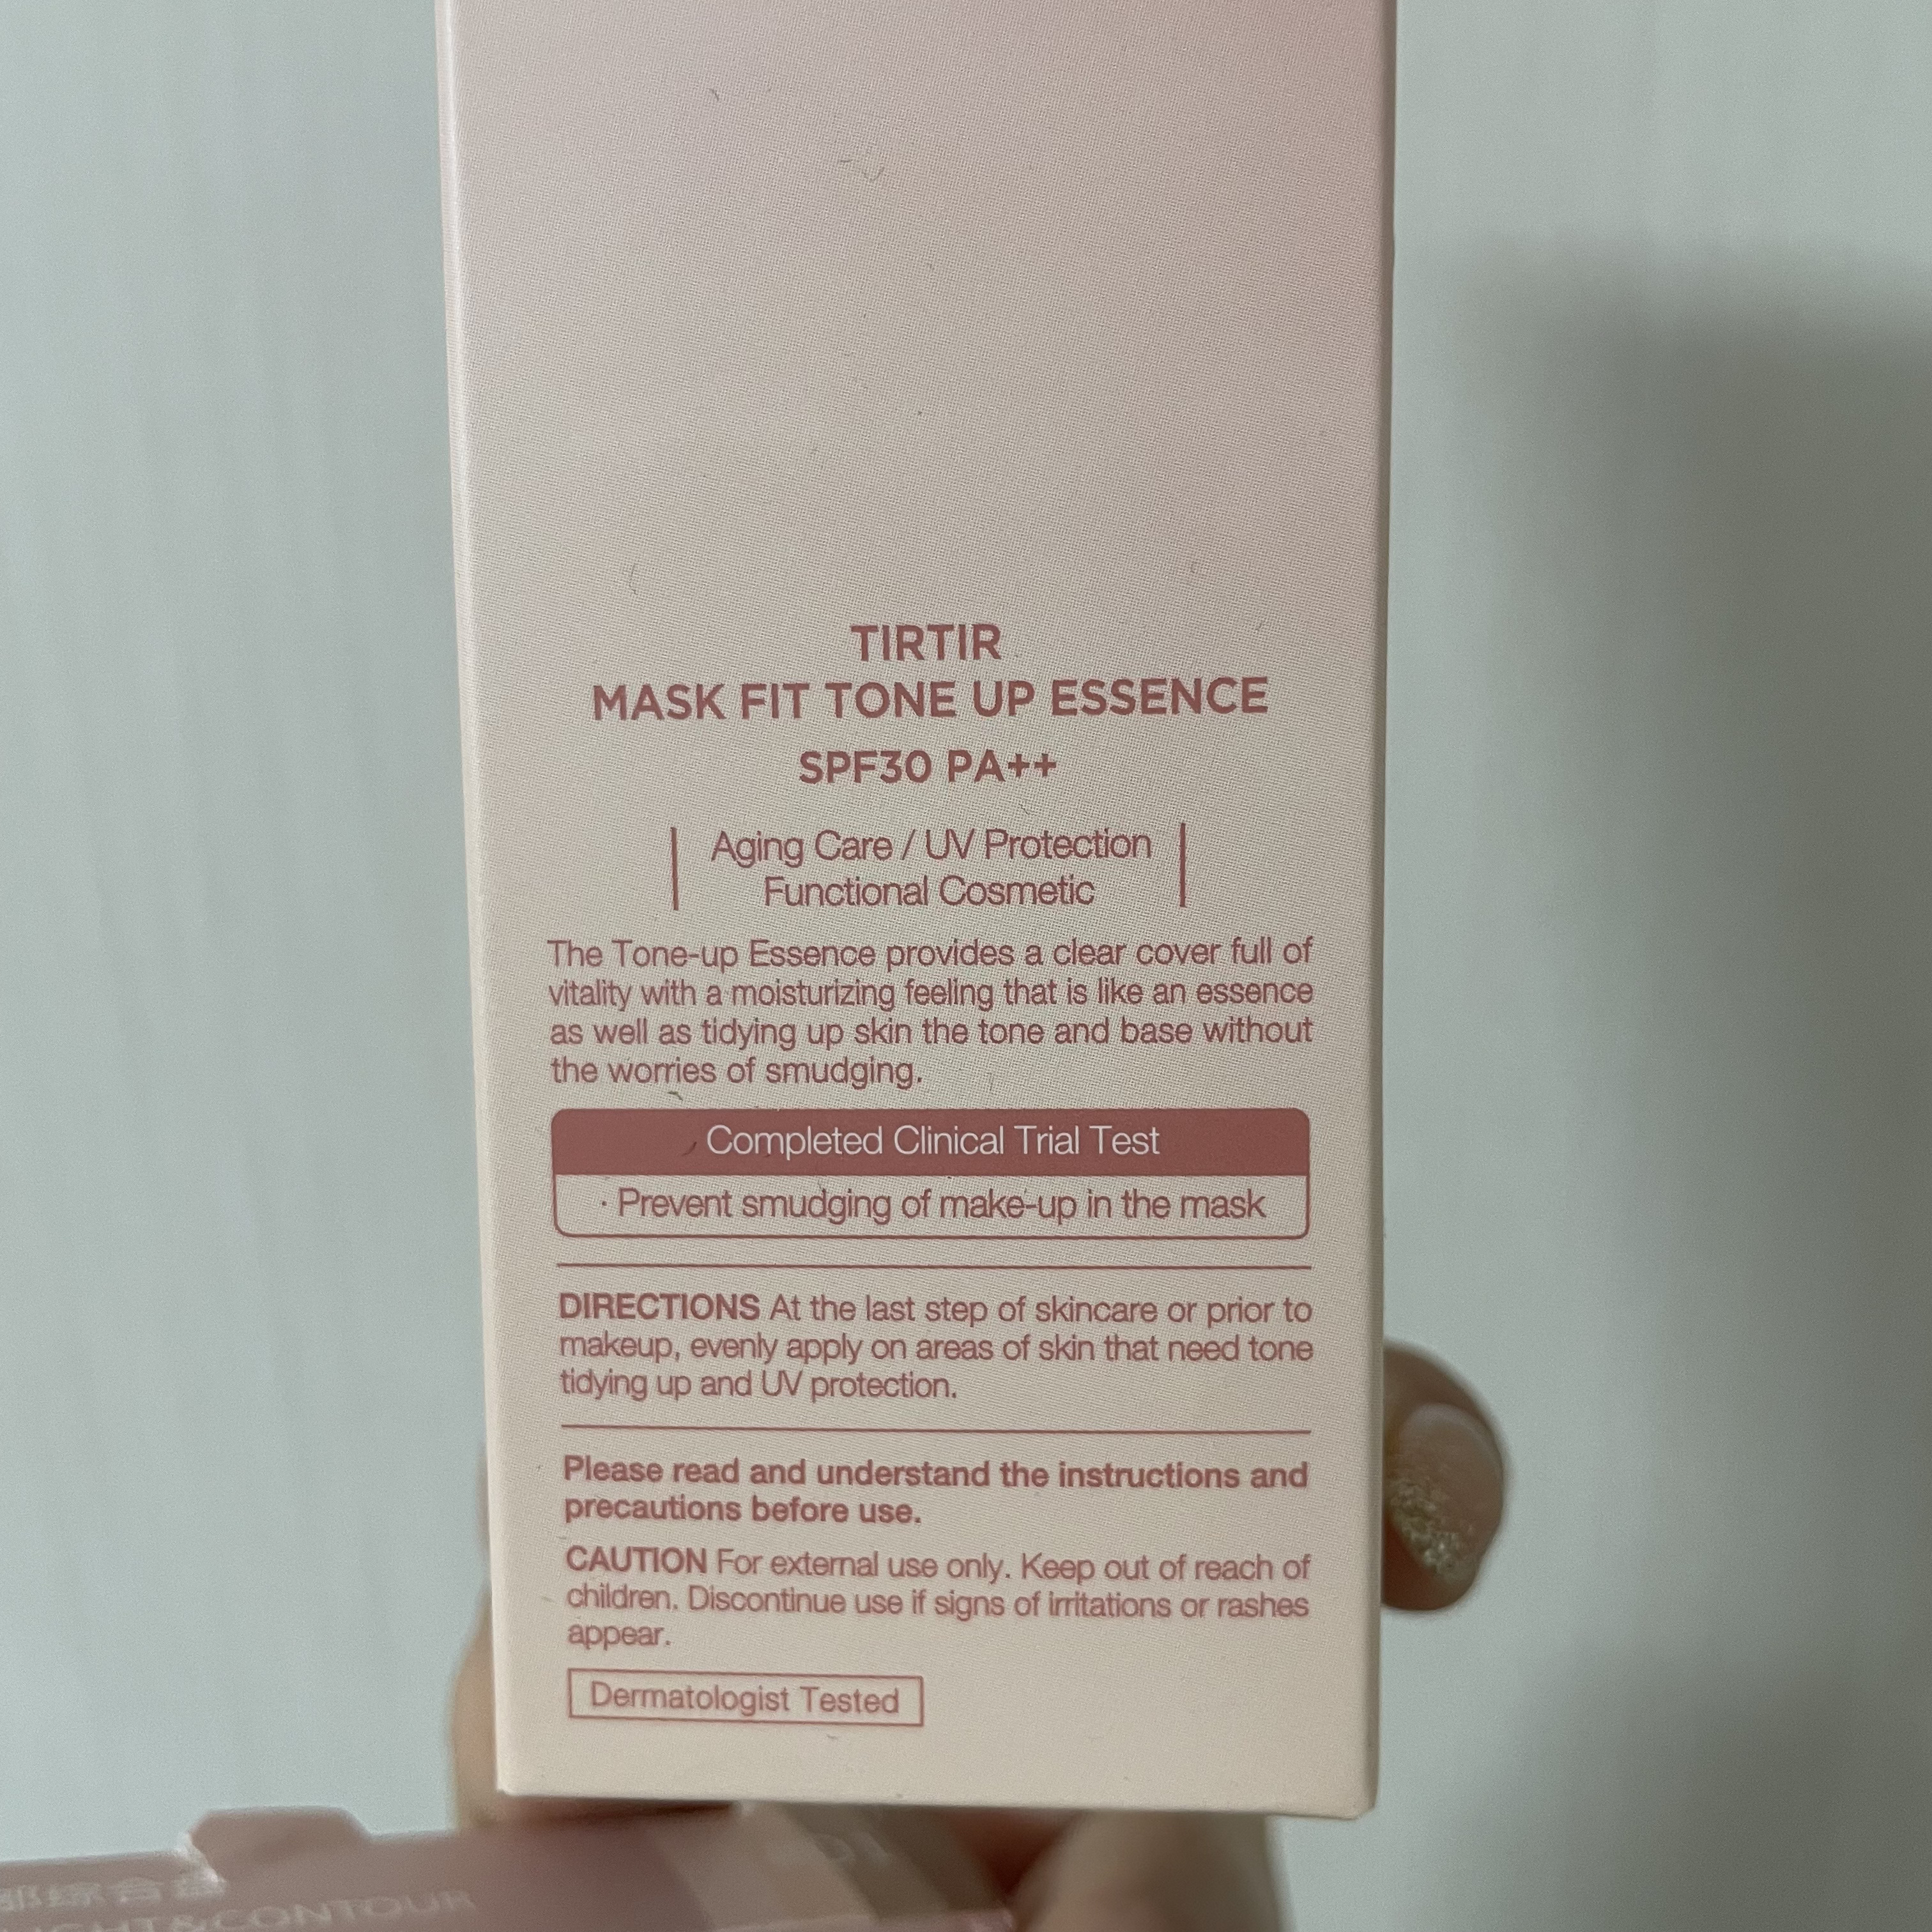 TIRTIR
MASK FIT TONE UP ESSENCE
SPF30 PA++
Aging Care / UV Protection
Functional Cosmetic
The Tone-up Essence provides a clear cover full of
vitality with a moisturizing feeling that is like an essence
as well as tidying up skin the tone and base without
the worries of smudging.
Completed Clinical Trial Test
· Prevent smudging of make-up in the mask
DIRECTIONS At the last step of skincare or prior to
makeup, evenly apply on areas of skin that need tone
tidying up and UV protection.
Please read and understand the instructions and
precautions before use.
CAUTION For external use only. Keep out of reach of
children. Discontinue use if signs of irritations or rashes
appear.
Dermatologist Tested
综合盘
&CONTOUR